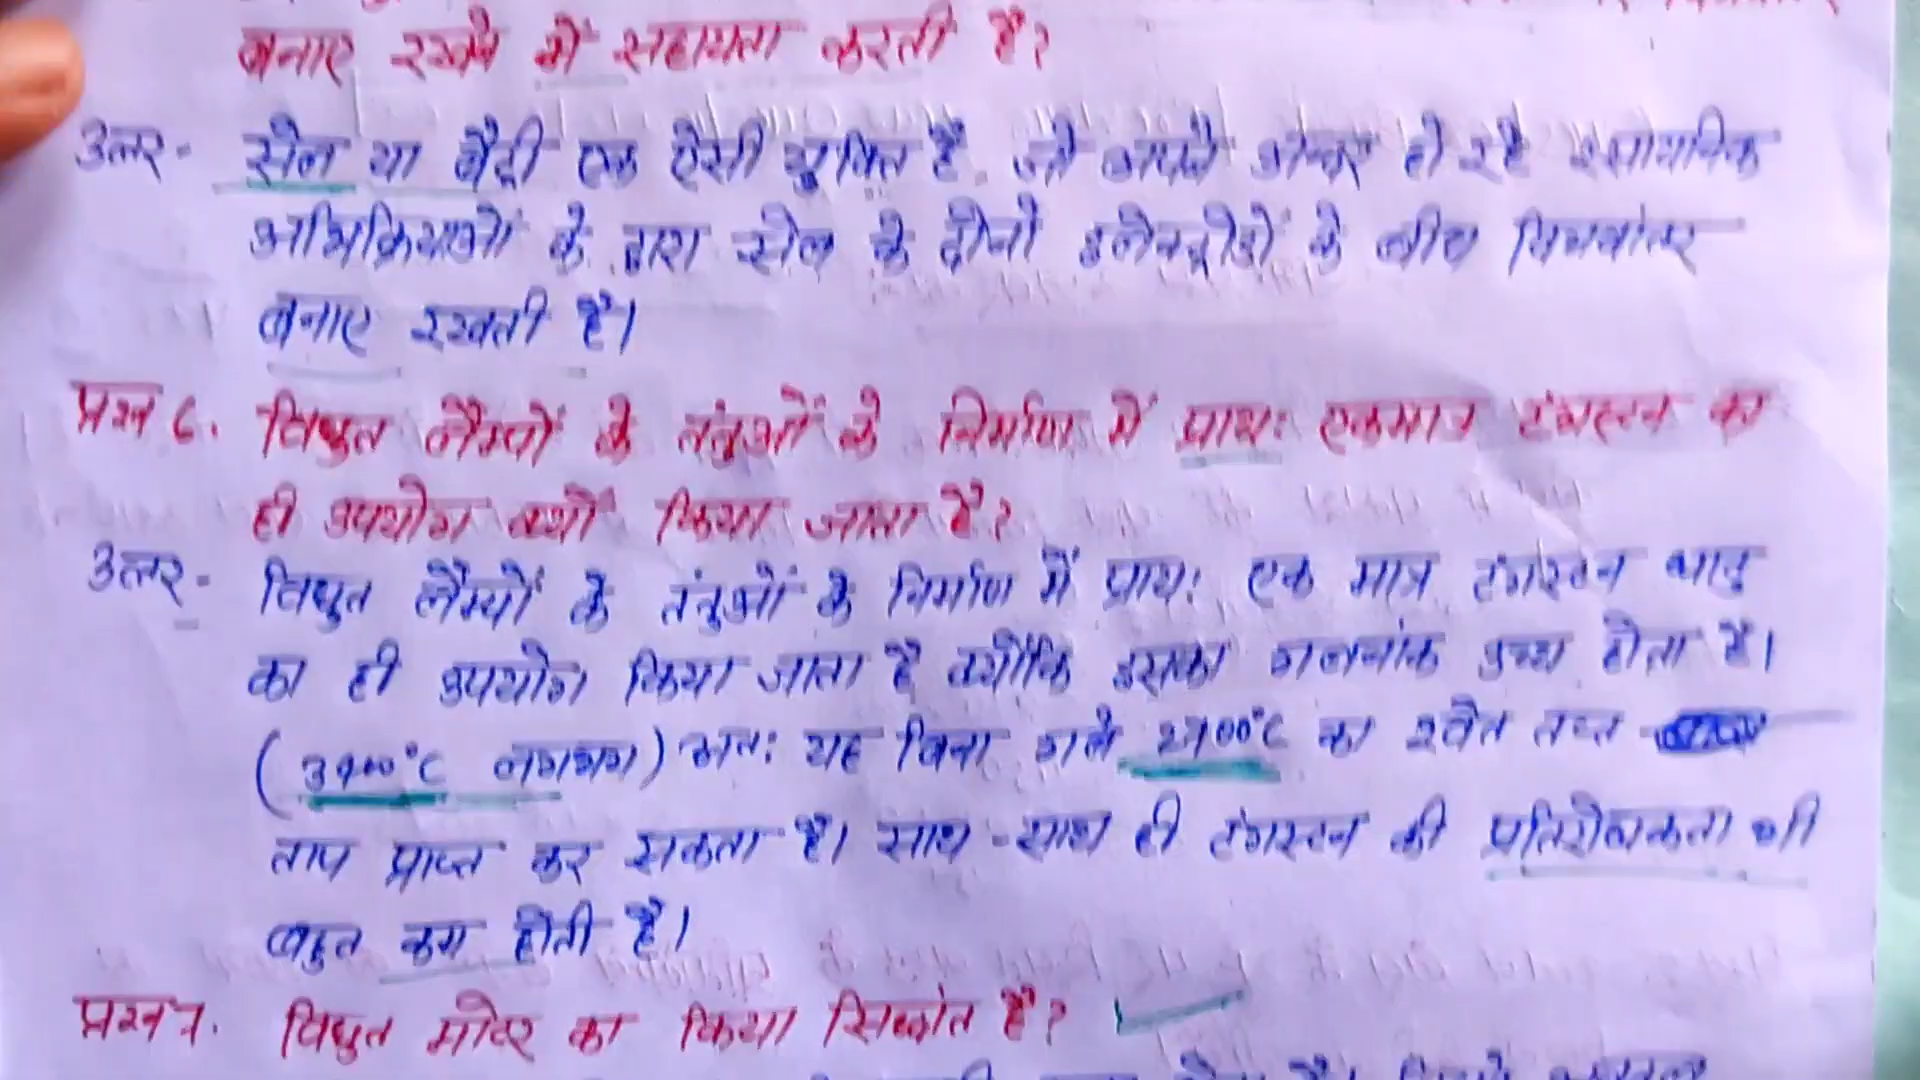 बनाए रखने में सहायता करती है?
उत्तर- सेल या बैट्री एक ऐसी युक्ति है जो अपने अन्दर हो रहे रसायनिक
अभिक्रियाओं के द्वारा सेल के दोनों इलेक्ट्रोडों के बीच विभवांतर
बनाए रखती है।
प्रश्न 6. विधुत लैम्पों के तंतुओं के निर्माण में प्रायः एकमात्र टंगस्टन का
ही उपयोग क्यों किया जाता है?
उत्तर- विधुत लैम्पों के तंतुओं के निर्माण में प्रायः एक मात्र टंगस्टन धातु
का ही उपयोग किया जाता है क्योंकि इसका गलनांक उच्च होता है।
(3400°C लगभग) अतः यह बिना गले 2700°C का श्वेत तप्त
ताप प्राप्त कर सकता है। साथ-साथ ही टंगस्टन की प्रतिरोधकता भी
बहुत कम होती है।
प्रश्न 7. विधुत मोटर का क्रिया सिद्धांत है?